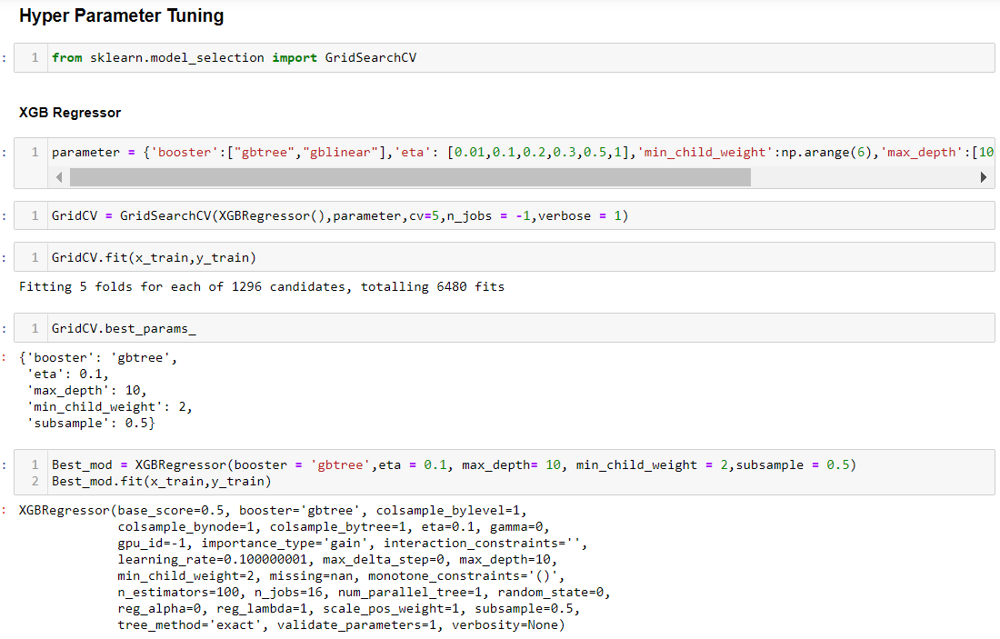 Hyper Parameter Tuning
: 1 from sklearn.model_selection import GridSearchCV
XGB Regressor
: 1 parameter = {'booster':["gbtree","gblinear"],'eta': [0.01,0.1,0.2,0.3,0.5,1],'min_child_weight':np.arange(6),'max_depth':[10
: 1 GridCV = GridSearchCV(XGBRegressor(),parameter,cv=5,n_jobs = -1,verbose = 1)
: 1 GridCV.fit(x_train,y_train)
Fitting 5 folds for each of 1296 candidates, totalling 6480 fits
: 1 GridCV.best_params_
: {'booster': 'gbtree',
'eta': 0.1,
'max_depth': 10,
'min_child_weight': 2,
'subsample': 0.5}
: 1 Best_mod = XGBRegressor(booster = 'gbtree',eta = 0.1, max_depth= 10, min_child_weight = 2,subsample = 0.5)
2 Best_mod.fit(x_train,y_train)
: XGBRegressor(base_score=0.5, booster='gbtree', colsample_bylevel=1,
colsample_bynode=1, colsample_bytree=1, eta=0.1, gamma=0,
gpu_id=-1, importance_type='gain', interaction_constraints='',
learning_rate=0.100000001, max_delta_step=0, max_depth=10,
min_child_weight=2, missing=nan, monotone_constraints='()',
n_estimators=100, n_jobs=16, num_parallel_tree=1, random_state=0,
reg_alpha=0, reg_lambda=1, scale_pos_weight=1, subsample=0.5,
tree_method='exact', validate_parameters=1, verbosity=None)